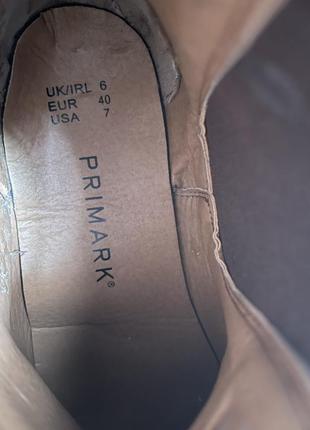 UK/IRL 6
EUR 40
USA 7
PRIMARK®